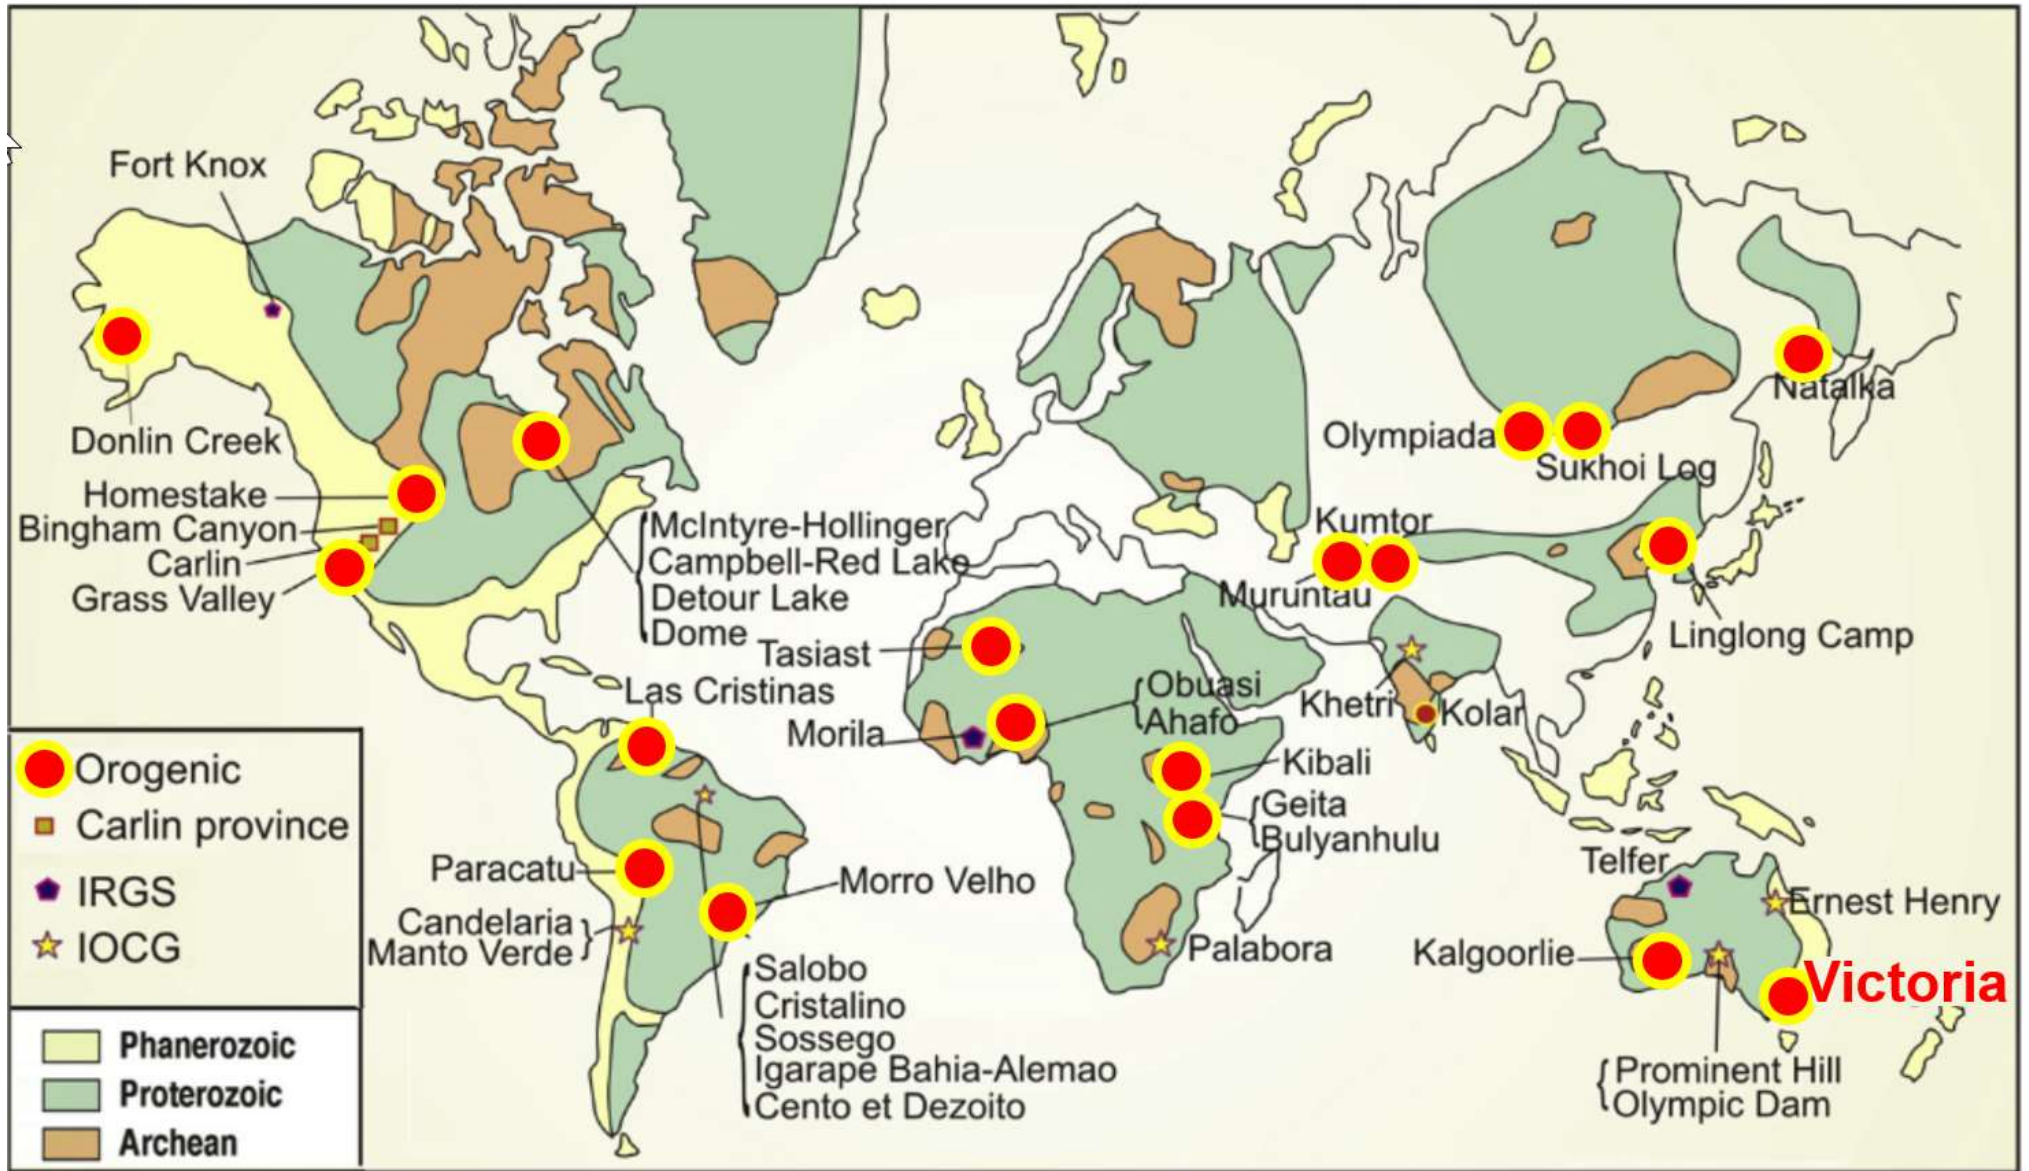 Fort Knox
Donlin Creek
Homestake
Bingham Canyon
Carlin
Grass Valley
McIntyre-Hollinger
Campbell-Red Lake
Detour Lake
Dome
Tasiast
Las Cristinas
Morila
Obuasi
Ahafo
Kibali
Geita
Bulyanhulu
Paracatu
Morro Velho
Candelaria
Manto Verde
Salobo
Cristalino
Sossego
Igarape Bahia-Alemao
Cento et Dezoito
Palabora
Olympiada
Sukhoi Log
Natalka
Kumtor
Muruntau
Linglong Camp
Khetri
Kolar
Telfer
Ernest Henry
Kalgoorlie
Victoria
Prominent Hill
Olympic Dam
Orogenic
Carlin province
IRGS
IOCG
Phanerozoic
Proterozoic
Archean